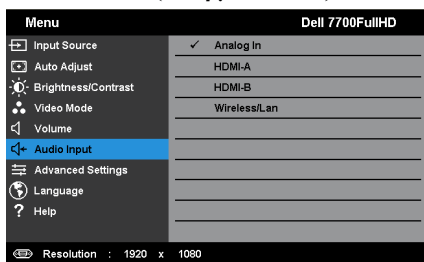 Menu Dell 7700FullHD
Input Source ✓ Analog In
Auto Adjust HDMI-A
Brightness/Contrast HDMI-B
Video Mode Wireless/Lan
Volume
Audio Input
Advanced Settings
Language
? Help
Resolution : 1920 x 1080